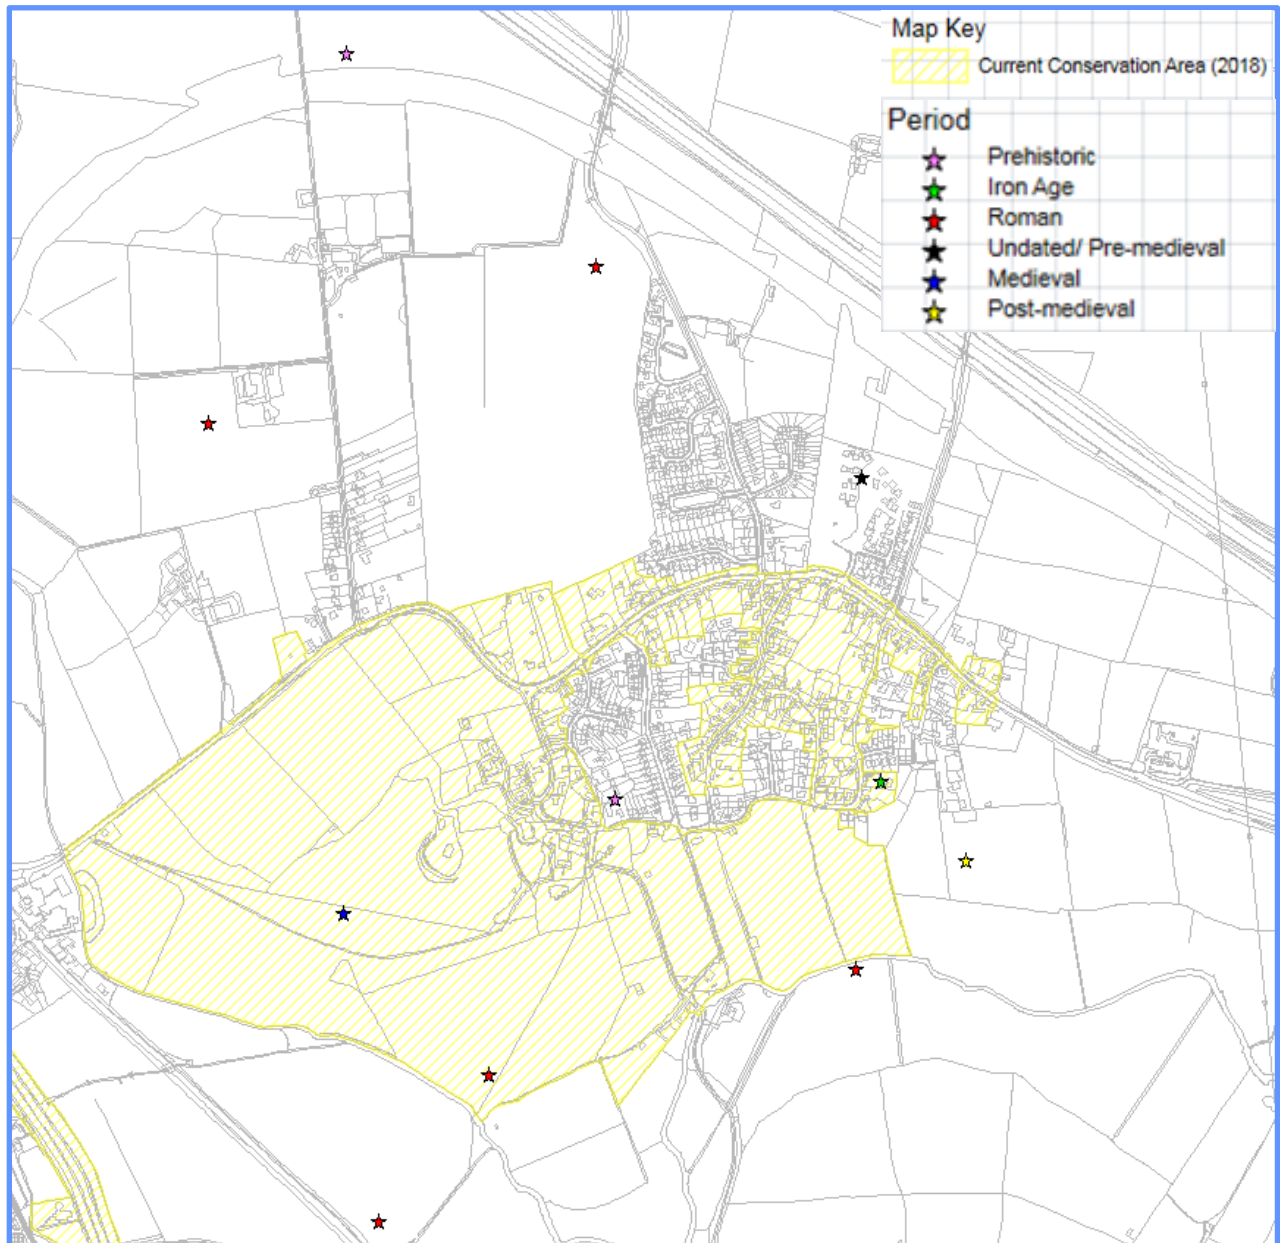 Map Key
Current Conservation Area (2018)
Period
Prehistoric
Iron Age
Roman
Undated/ Pre-medieval
Medieval
Post-medieval